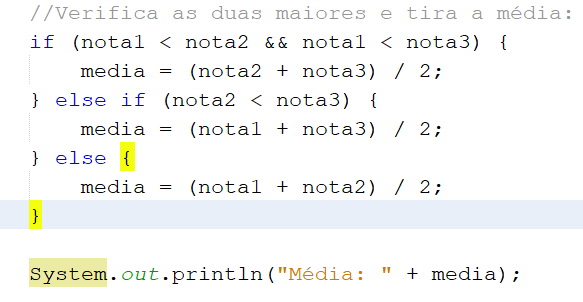 //Verifica as duas maiores e tira a média:
if (nota1 < nota2 && nota1 < nota3) {
    media = (nota2 + nota3) / 2;
} else if (nota2 < nota3) {
    media = (nota1 + nota3) / 2;
} else {
    media = (nota1 + nota2) / 2;
}
System.out.println("Média: " + media);